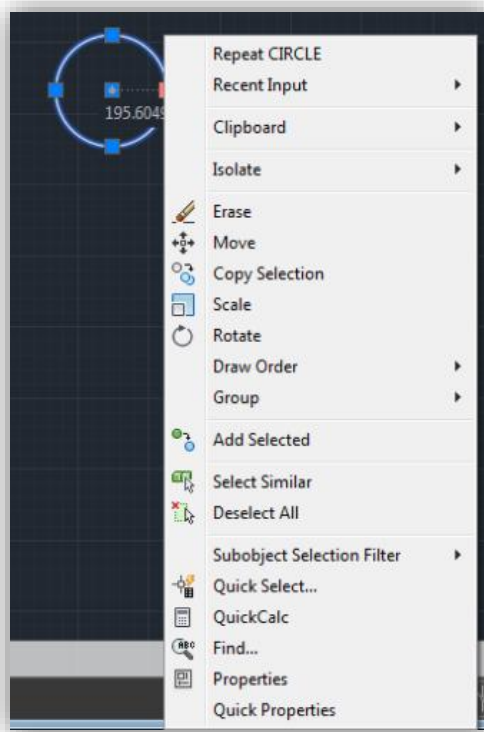 Repeat CIRCLE
Recent Input
195.6049
Clipboard
Isolate
Erase
Move
Copy Selection
Scale
Rotate
Draw Order
Group
Add Selected
Select Similar
Deselect All
Subobject Selection Filter
Quick Select...
QuickCalc
Find...
Properties
Quick Properties